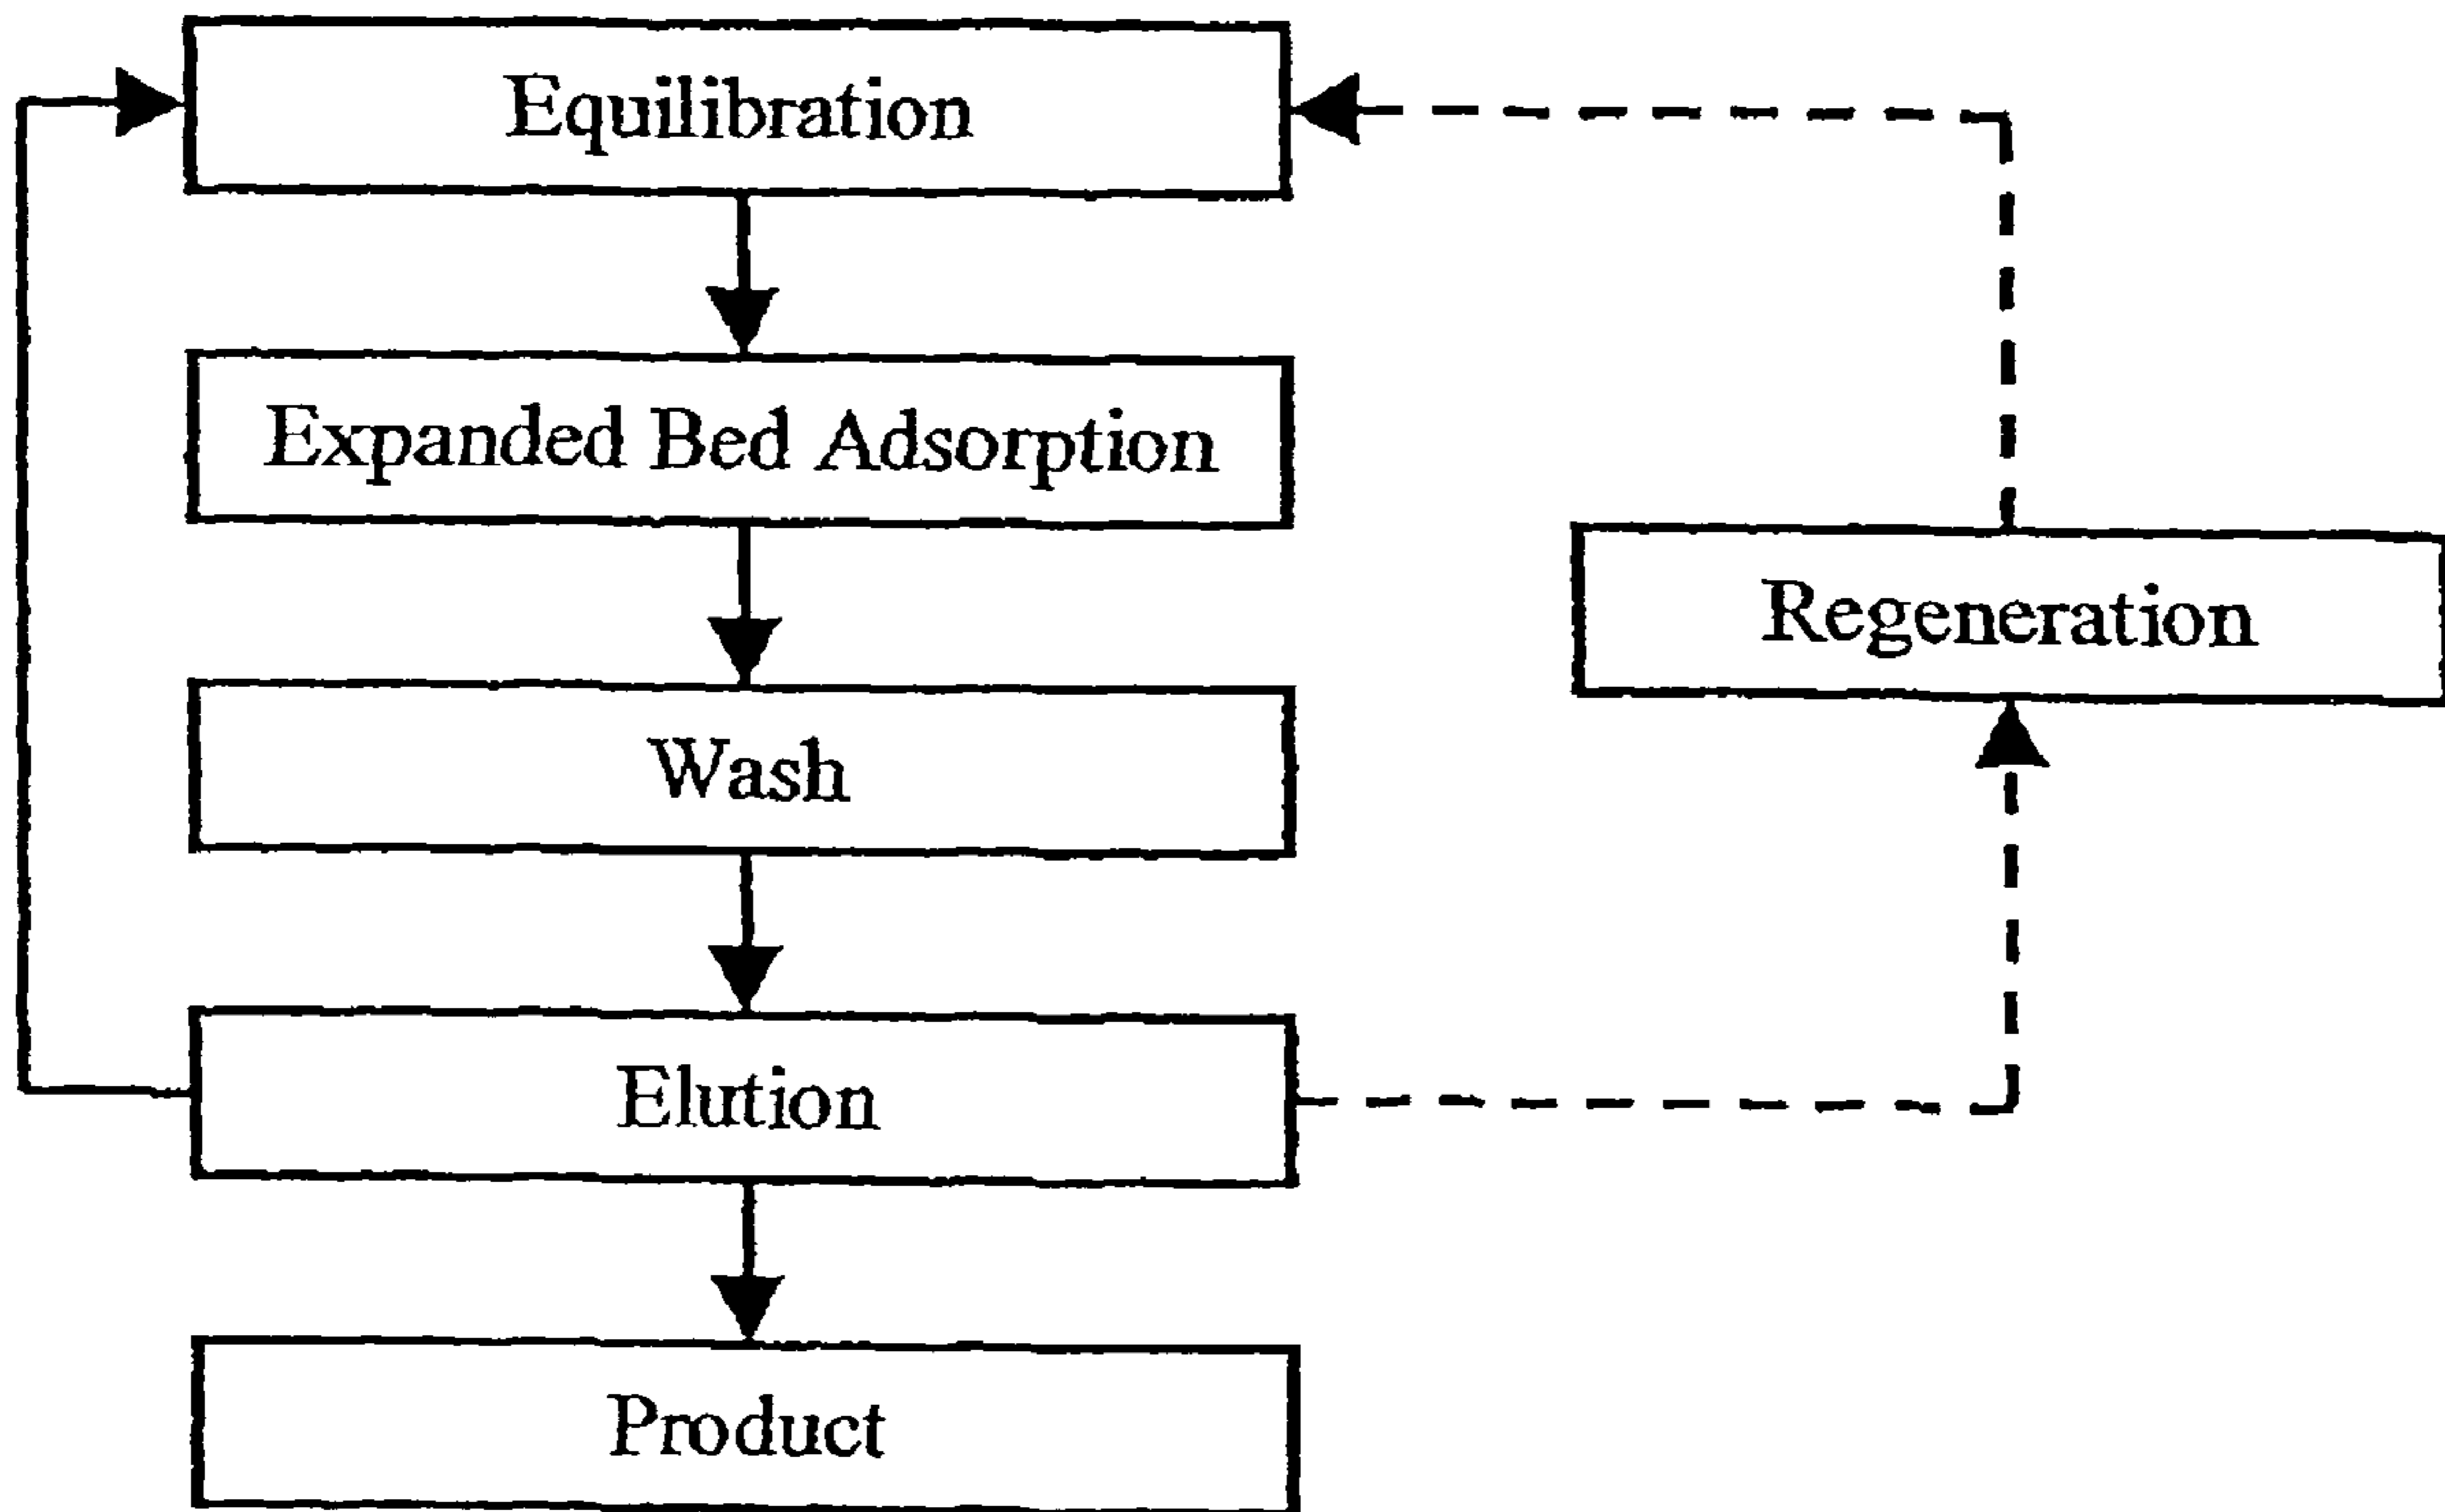 Equilibration
Expanded Bed Adsorption
Wash
Regeneration
Elution
Product